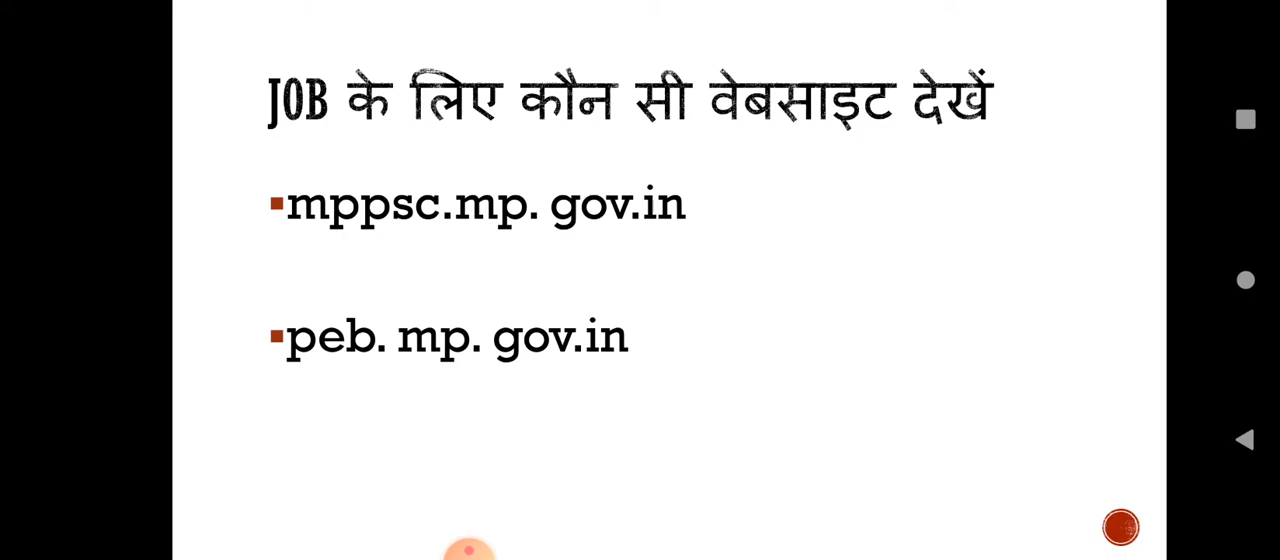 JOB के लिए कौन सी वेबसाइट देखें
▪mppsc.mp. gov.in
▪peb. mp. gov.in